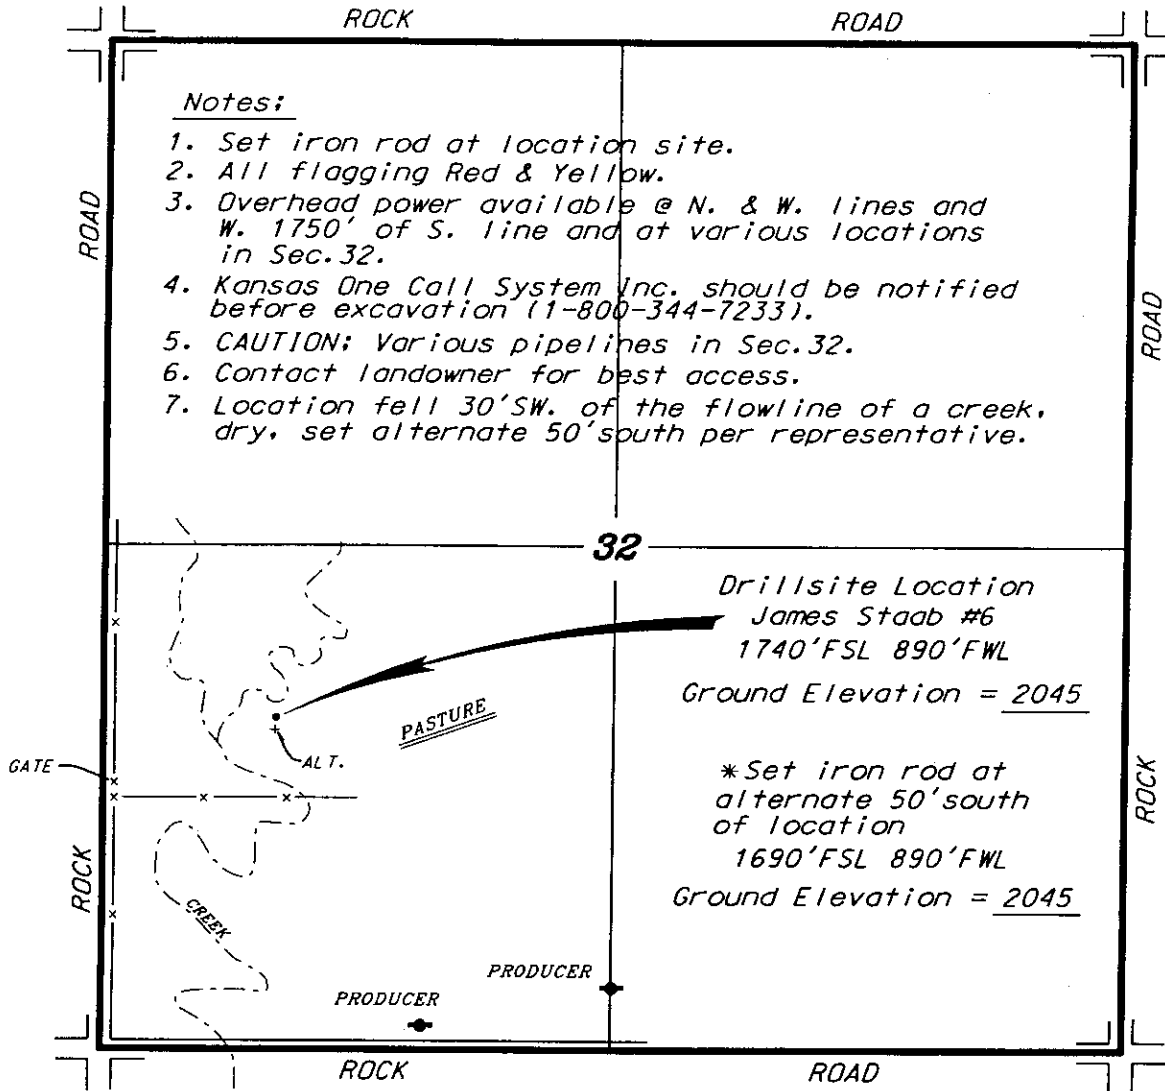 ROCK ROAD
Notes:
1. Set iron rod at location site.
2. All flagging Red & Yellow.
3. Overhead power available @ N. & W. lines and
W. 1750' of S. line and at various locations
in Sec.32.
4. Kansas One Call System Inc. should be notified
before excavation (1-800-344-7233).
5. CAUTION: Various pipelines in Sec.32.
6. Contact landowner for best access.
7. Location fell 30'SW. of the flowline of a creek,
dry, set alternate 50'south per representative.
ROAD
ROAD
32
Drillsite Location
James Staab #6
1740'FSL 890'FWL
Ground Elevation = 2045
PASTURE
ALT.
GATE
*Set iron rod at
alternate 50'south
of location
1690'FSL 890'FWL
Ground Elevation = 2045
ROCK
ROCK
CREEK
PRODUCER
PRODUCER
ROCK ROAD